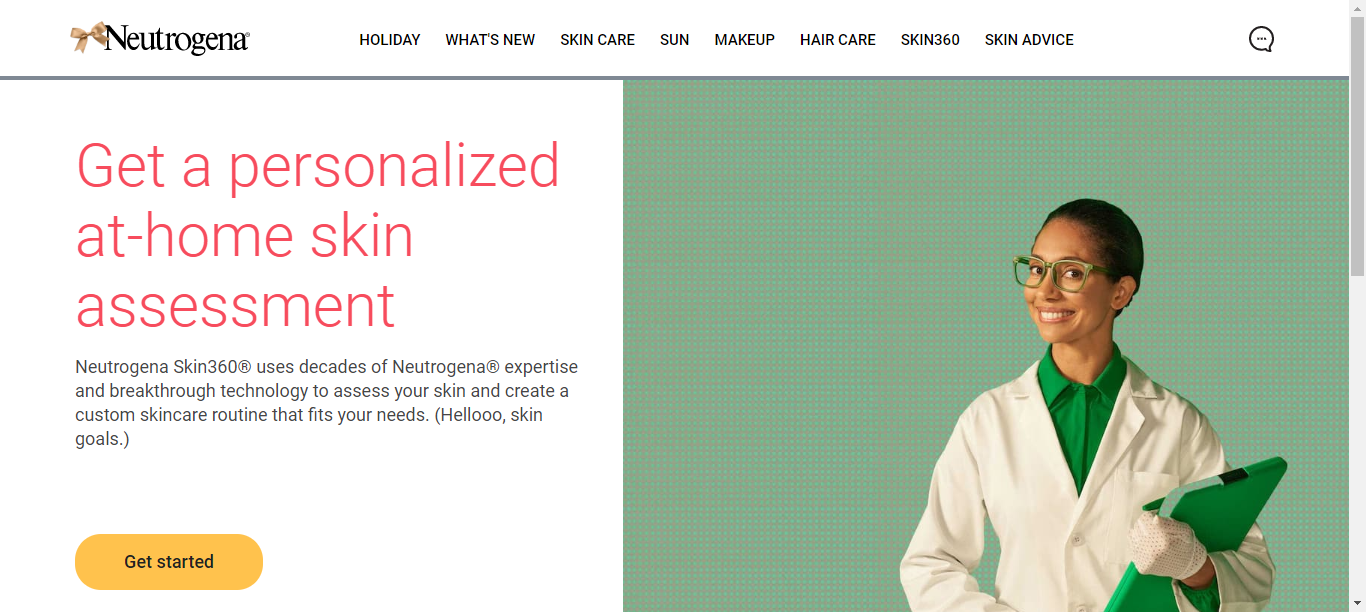 Neutrogena®
HOLIDAY
WHAT'S NEW
SKIN CARE
SUN
MAKEUP
HAIR CARE
SKIN360
SKIN ADVICE
Get a personalized
at-home skin
assessment
Neutrogena Skin360® uses decades of Neutrogena® expertise
and breakthrough technology to assess your skin and create a
custom skincare routine that fits your needs. (Hellooo, skin
goals.)
Get started